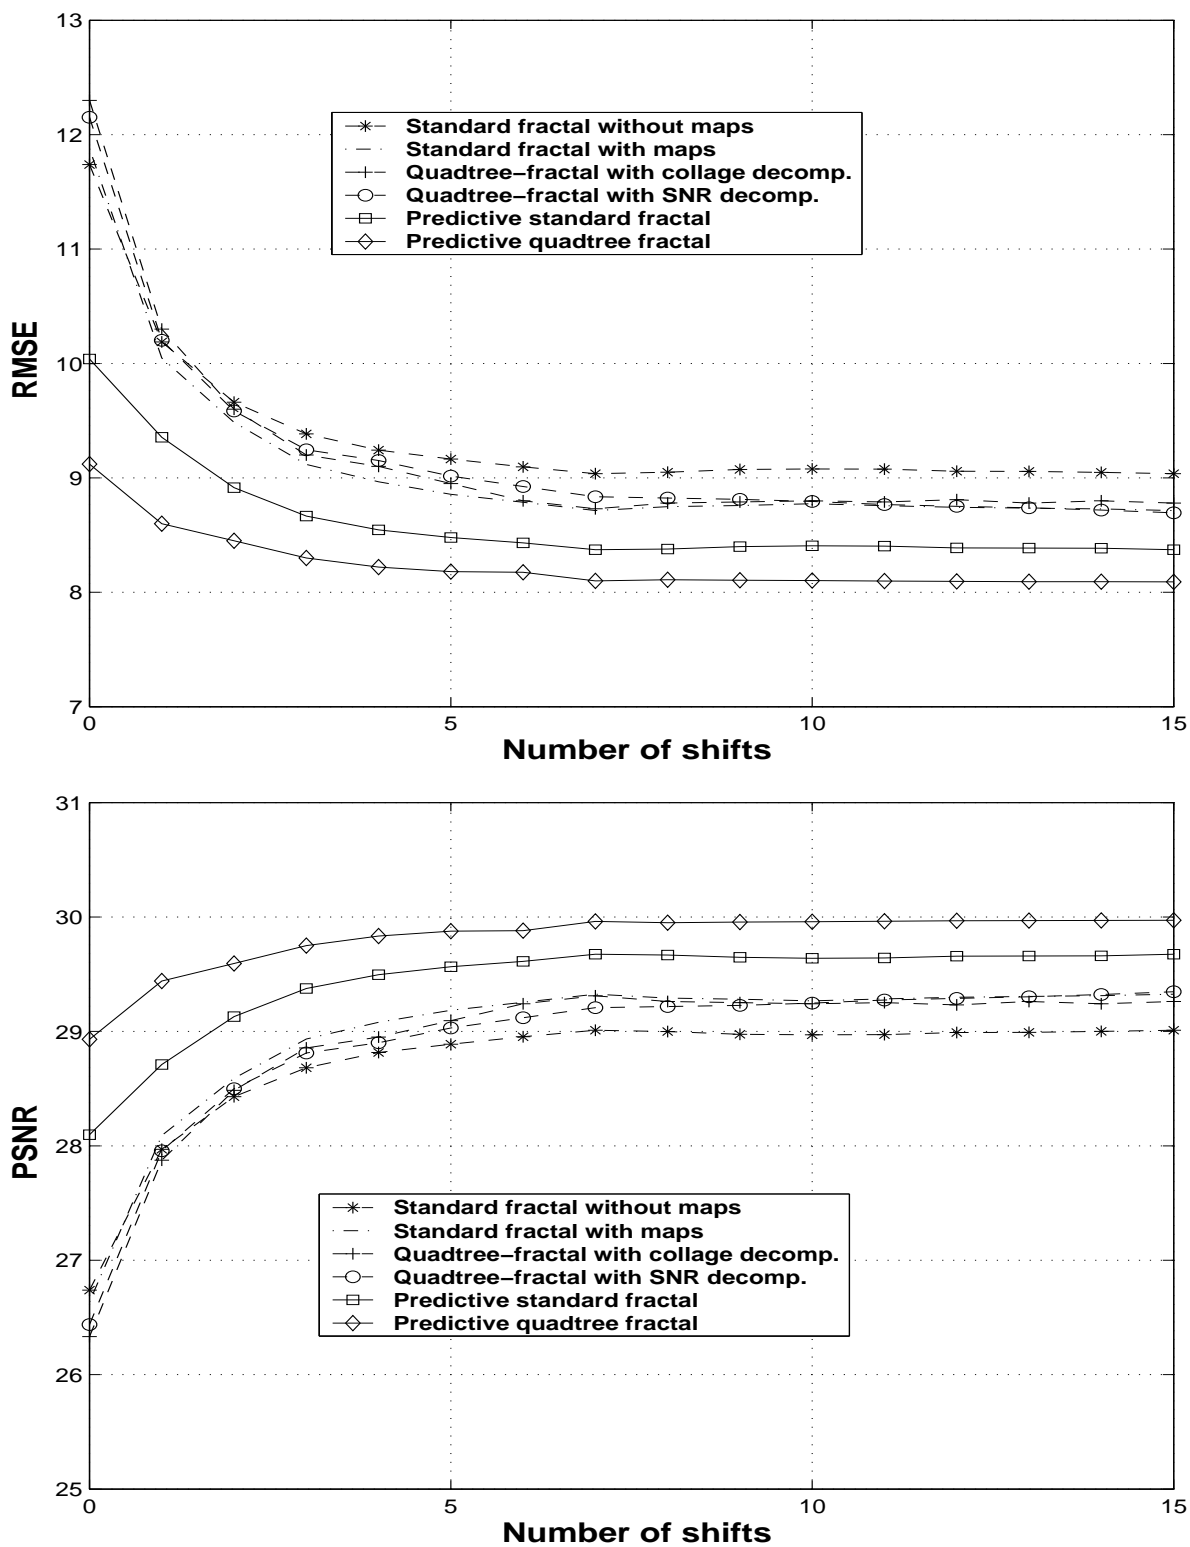 13
12
11
10
9
8
7
RMSE
Standard fractal without maps
Standard fractal with maps
Quadtree-fractal with collage decomp.
Quadtree-fractal with SNR decomp.
Predictive standard fractal
Predictive quadtree fractal
0 5 10 15
Number of shifts
31
30
29
28
27
26
25
PSNR
Standard fractal without maps
Standard fractal with maps
Quadtree-fractal with collage decomp.
Quadtree-fractal with SNR decomp.
Predictive standard fractal
Predictive quadtree fractal
0 5 10 15
Number of shifts